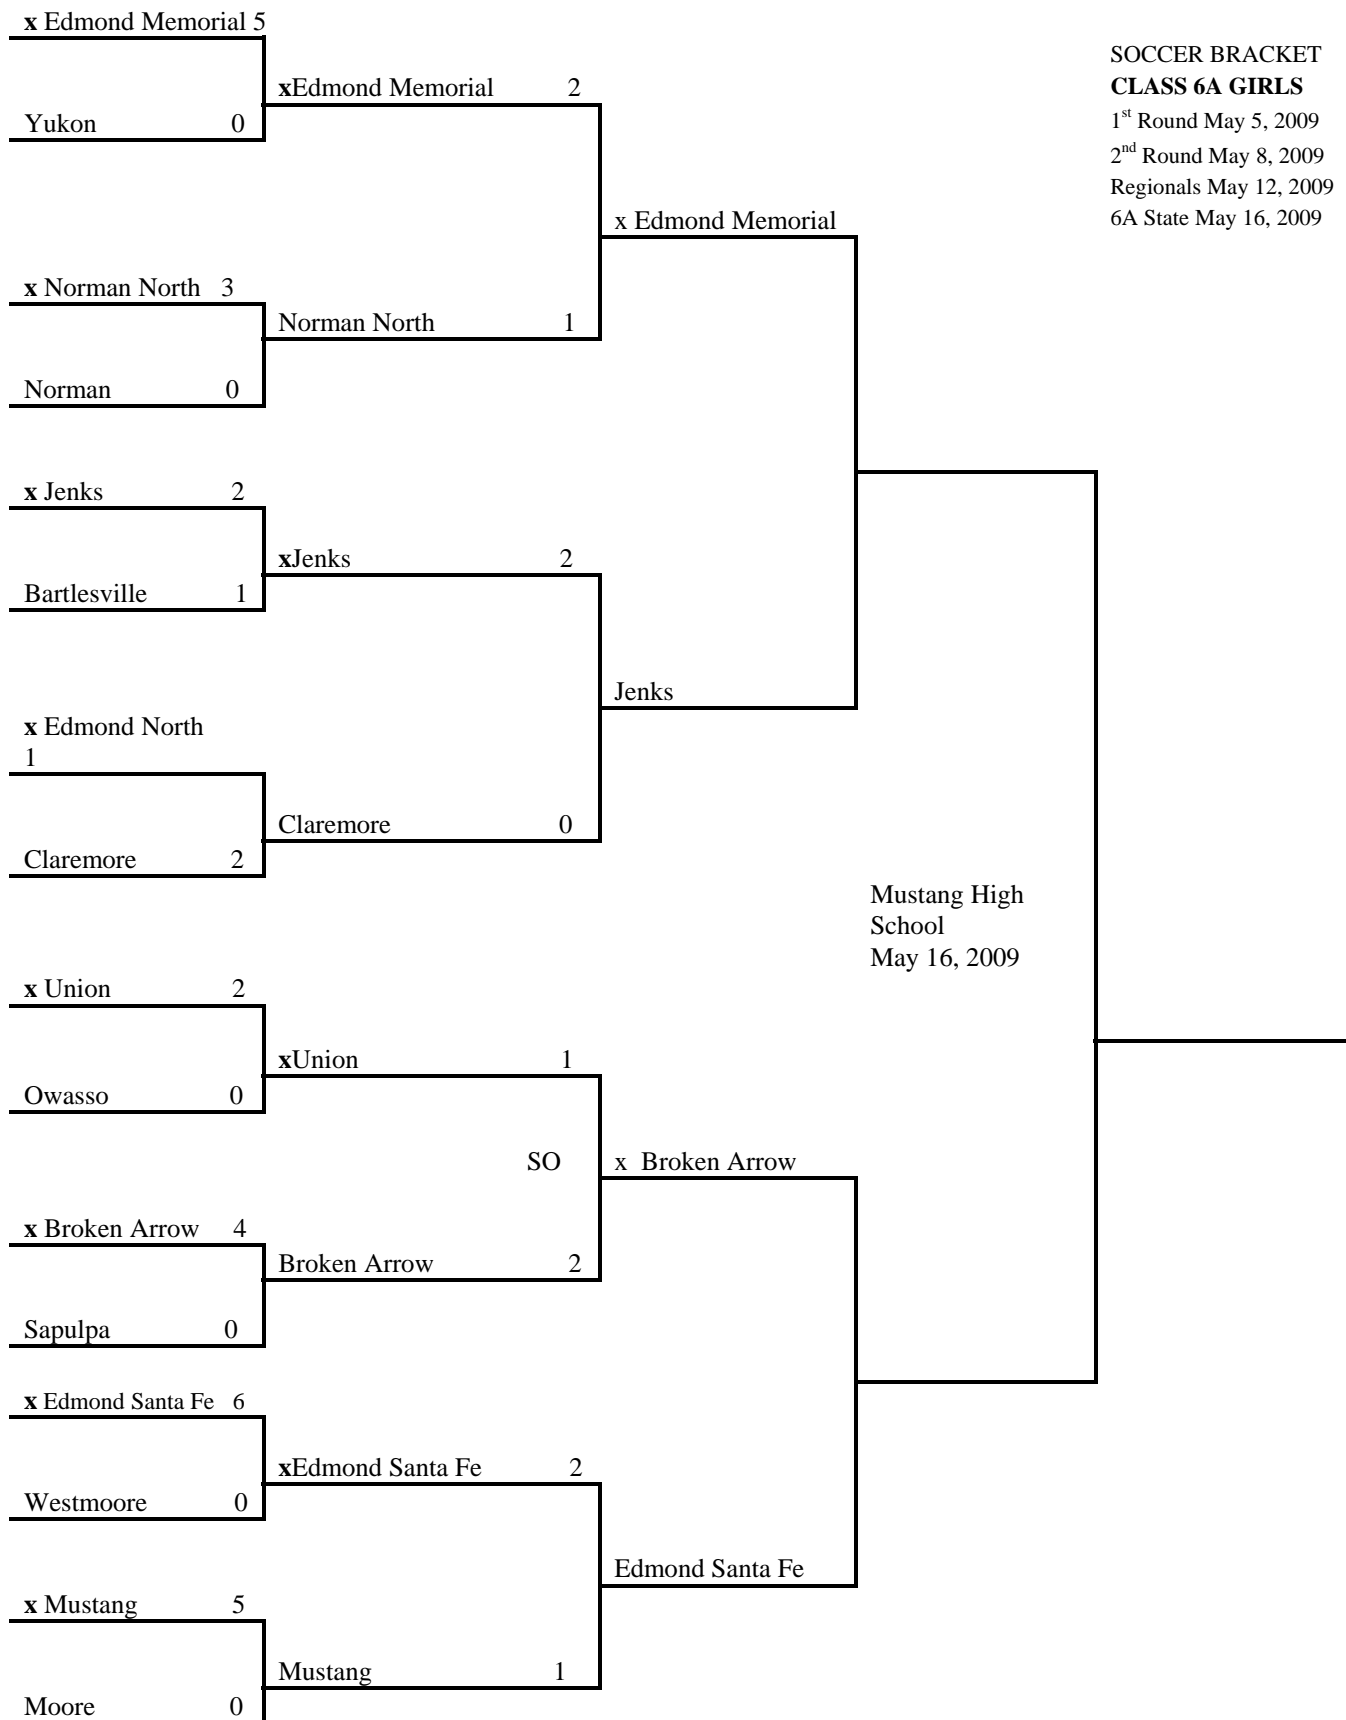 x Edmond Memorial 5
Yukon 0
x Norman North 3
Norman 0
x Jenks 2
Bartlesville 1
x Edmond North
1
Claremore 2
x Union 2
Owasso 0
x Broken Arrow 4
Sapulpa 0
x Edmond Santa Fe 6
Westmoore 0
x Mustang 5
Moore 0
xEdmond Memorial 2
Norman North 1
xJenks 2
Claremore 0
xUnion 1
SO
Broken Arrow 2
xEdmond Santa Fe 2
Mustang 1
x Edmond Memorial
Jenks
x Broken Arrow
Edmond Santa Fe
Mustang High
School
May 16, 2009
SOCCER BRACKET
CLASS 6A GIRLS
1st Round May 5, 2009
2nd Round May 8, 2009
Regionals May 12, 2009
6A State May 16, 2009